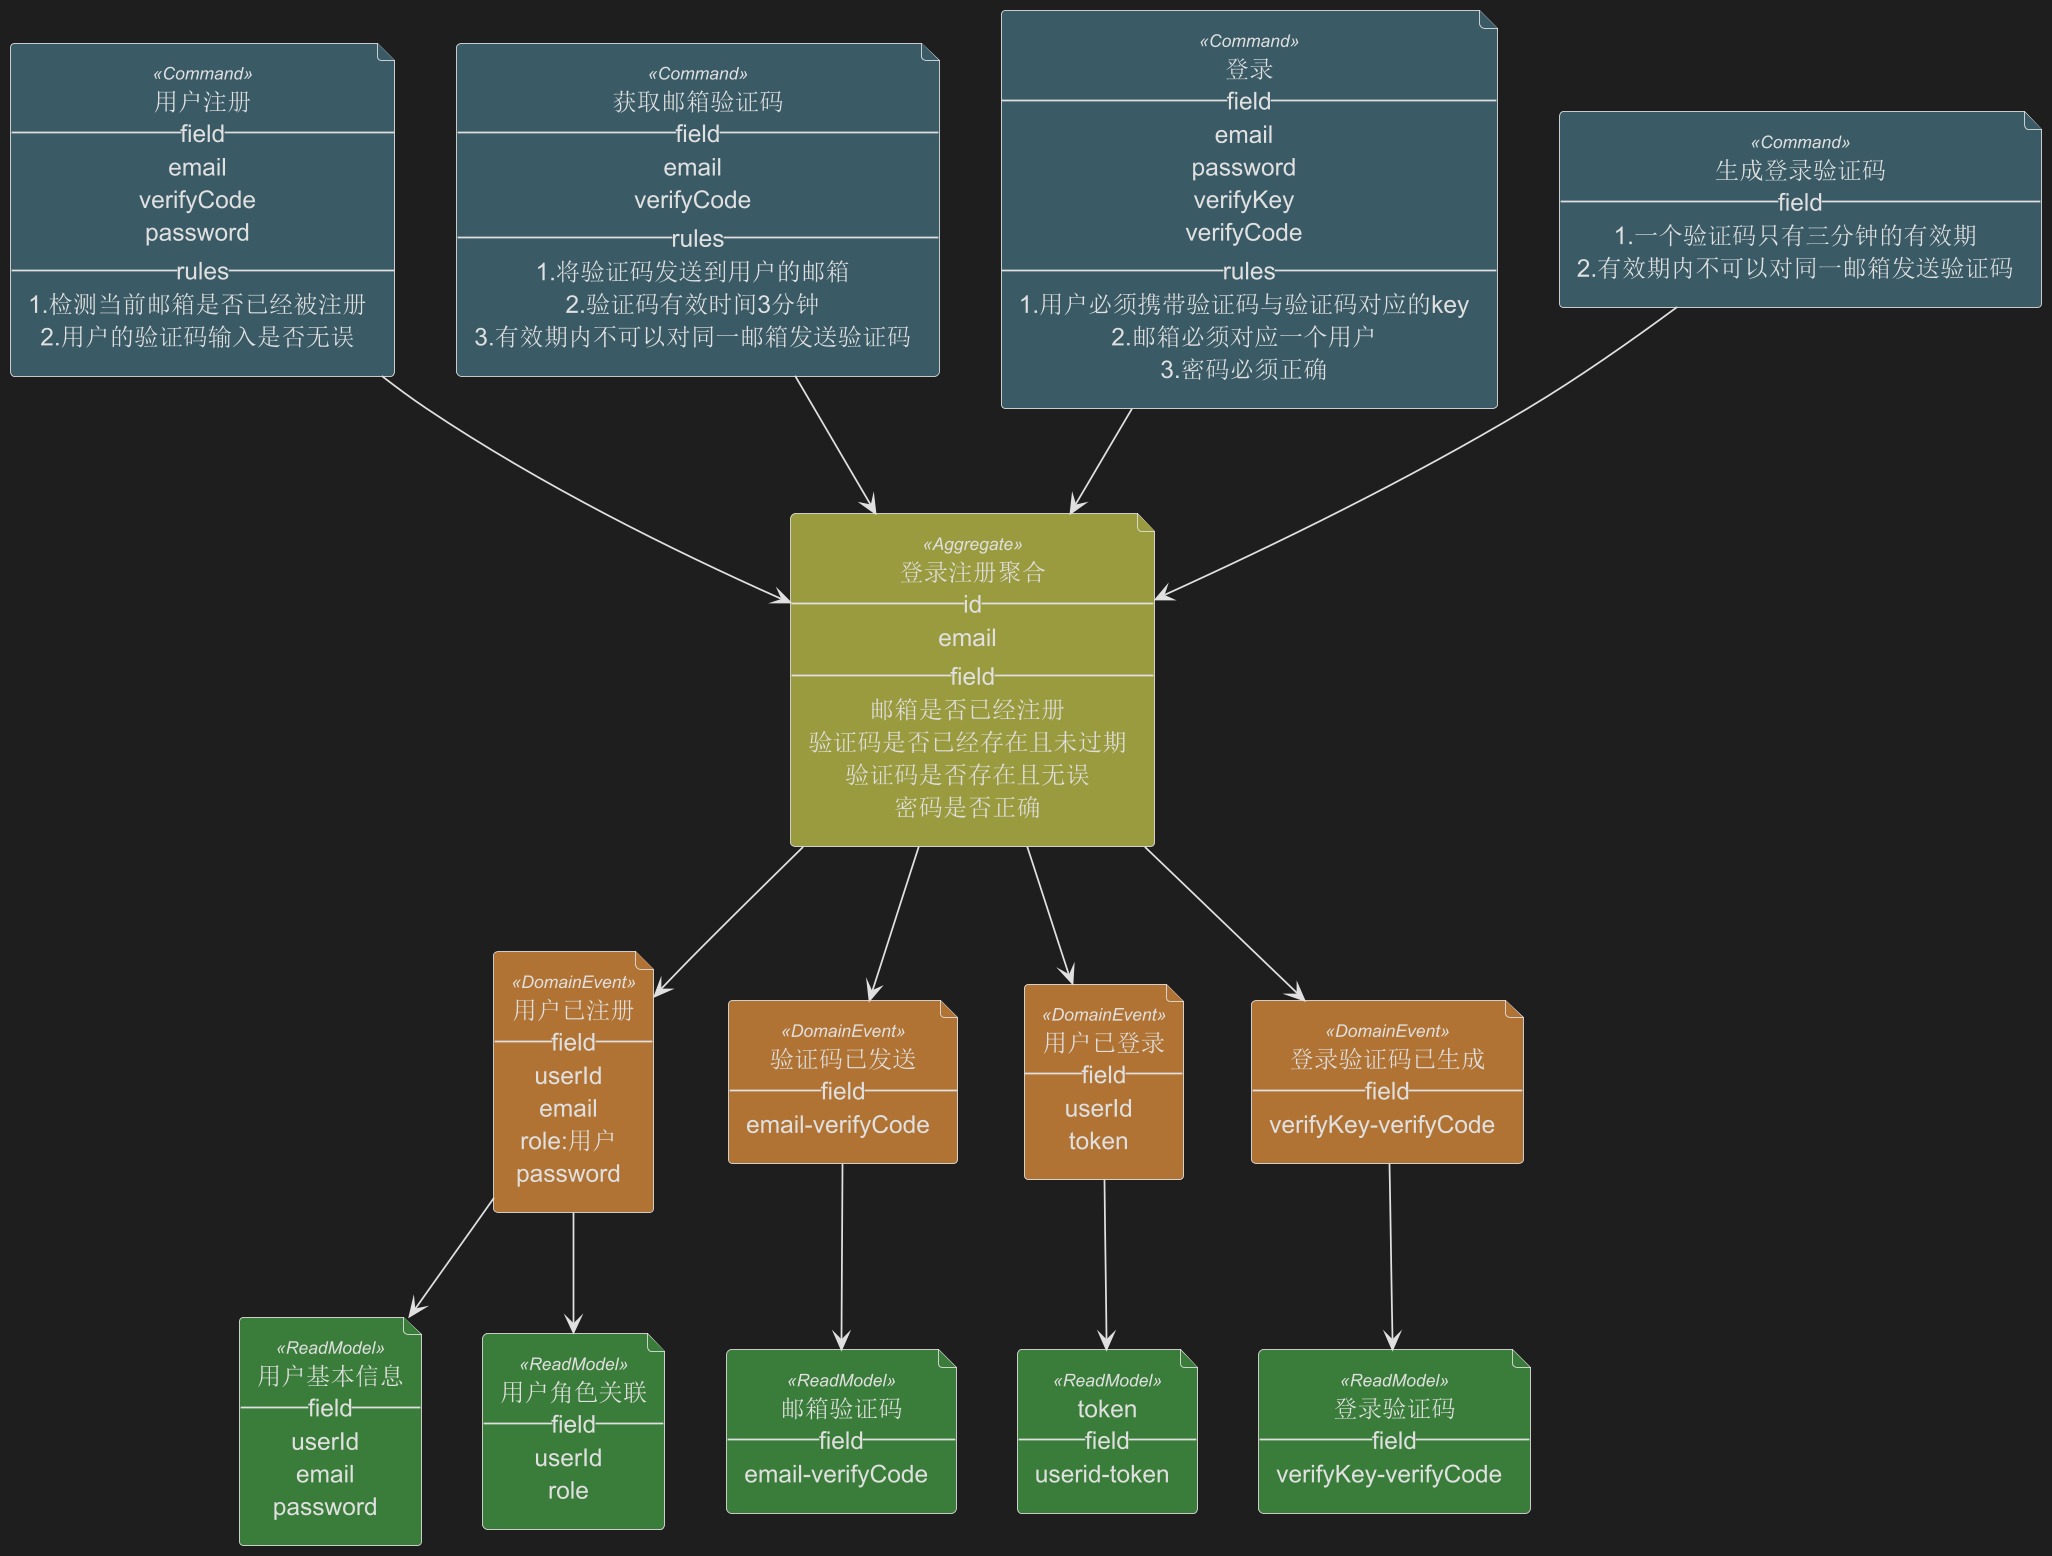 «Command»
用户注册
field
email
verifyCode
password
rules
1.检测当前邮箱是否已经被注册
2.用户的验证码输入是否无误
«Command»
获取邮箱验证码
field
email
verifyCode
rules
1.将验证码发送到用户的邮箱
2.验证码有效时间3分钟
3.有效期内不可以对同一邮箱发送验证码
«Command»
登录
field
email
password
verifyKey
verifyCode
rules
1.用户必须携带验证码与验证码对应的key
2.邮箱必须对应一个用户
3.密码必须正确
«Command»
生成登录验证码
field
1.一个验证码只有三分钟的有效期
2.有效期内不可以对同一邮箱发送验证码
«Aggregate»
登录注册聚合
id
email
field
邮箱是否已经注册
验证码是否已经存在且未过期
验证码是否存在且无误
密码是否正确
«DomainEvent»
用户已注册
field
userId
email
role:用户
password
«DomainEvent»
验证码已发送
field
email-verifyCode
«DomainEvent»
用户已登录
field
userId
token
«DomainEvent»
登录验证码已生成
field
verifyKey-verifyCode
«ReadModel»
用户基本信息
field
userId
email
password
«ReadModel»
用户角色关联
field
userId
role
«ReadModel»
邮箱验证码
field
email-verifyCode
«ReadModel»
token
field
userid-token
«ReadModel»
登录验证码
field
verifyKey-verifyCode